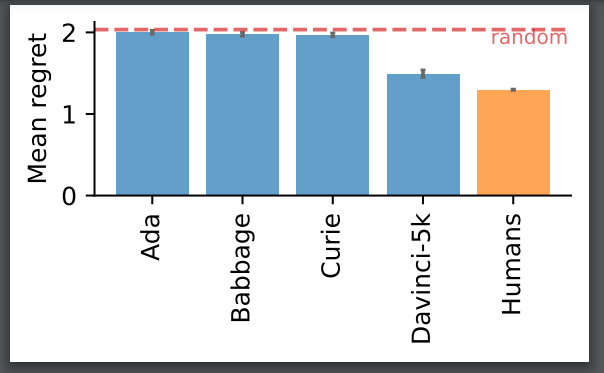 Mean regret
2
1
0
random
Ada
Babbage
Curie
Davinci-5k
Humans